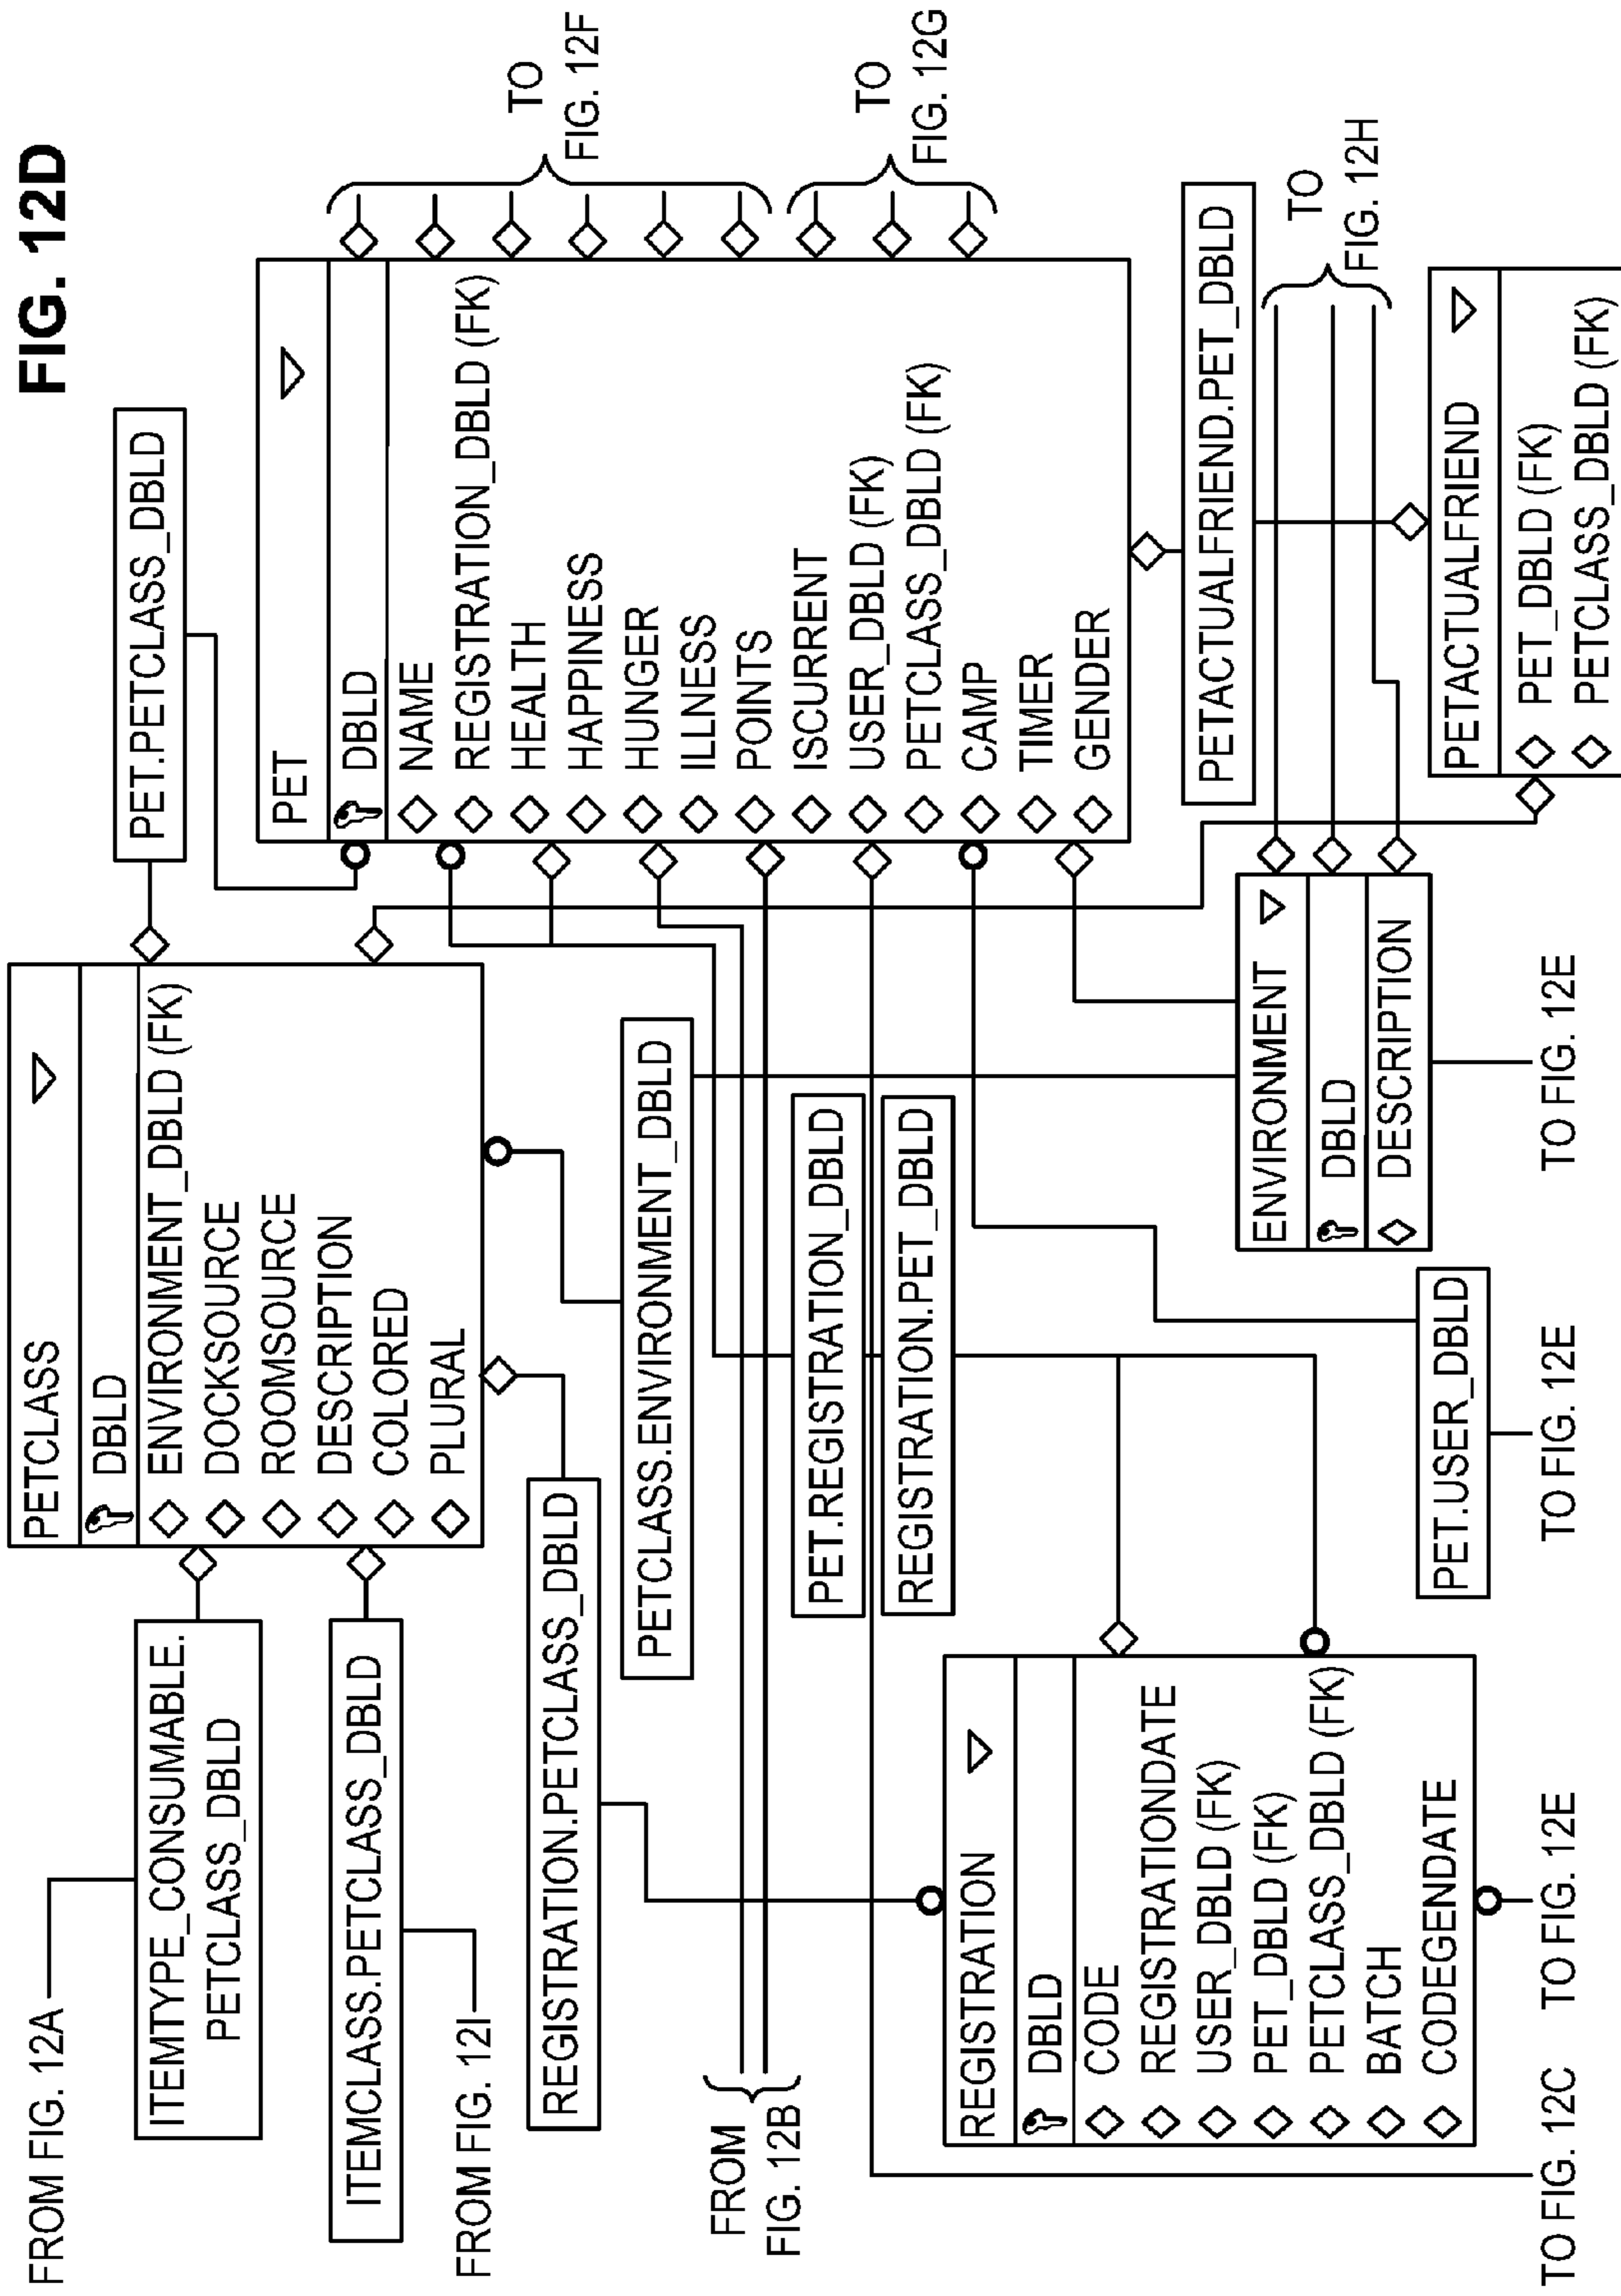 FIG. 12D
FROM FIG. 12A
ITEMTYPE_CONSUMABLE.
PETCLASS_DBLD
ITEMCLASS.PETCLASS_DBLD
FROM FIG. 12I
PETCLASS
DBLD
ENVIRONMENT_DBLD (FK)
DOCKSOURCE
ROOMSOURCE
DESCRIPTION
COLORED
PLURAL
PET.PETCLASS_DBLD
REGISTRATION.PETCLASS_DBLD
PETCLASS.ENVIRONMENT_DBLD
FROM
FIG. 12B
PET.REGISTRATION_DBLD
REGISTRATION.PET_DBLD
PET
DBLD
NAME
REGISTRATION_DBLD (FK)
HEALTH
HAPPINESS
HUNGER
ILLNESS
POINTS
ISCURRENT
USER_DBLD (FK)
PETCLASS_DBLD (FK)
CAMP
TIMER
GENDER
TO
FIG. 12F
TO
FIG. 12G
REGISTRATION
DBLD
CODE
REGISTRATIONDATE
USER_DBLD (FK)
PET_DBLD (FK)
PETCLASS_DBLD (FK)
BATCH
CODEGENDATE
PETACTUALFRIEND.PET_DBLD
ENVIRONMENT
DBLD
DESCRIPTION
TO
FIG. 12H
PET.USER_DBLD
PETACTUALFRIEND
PET_DBLD (FK)
PETCLASS_DBLD (FK)
TO FIG. 12C
TO FIG. 12E
TO FIG. 12E
TO FIG. 12E